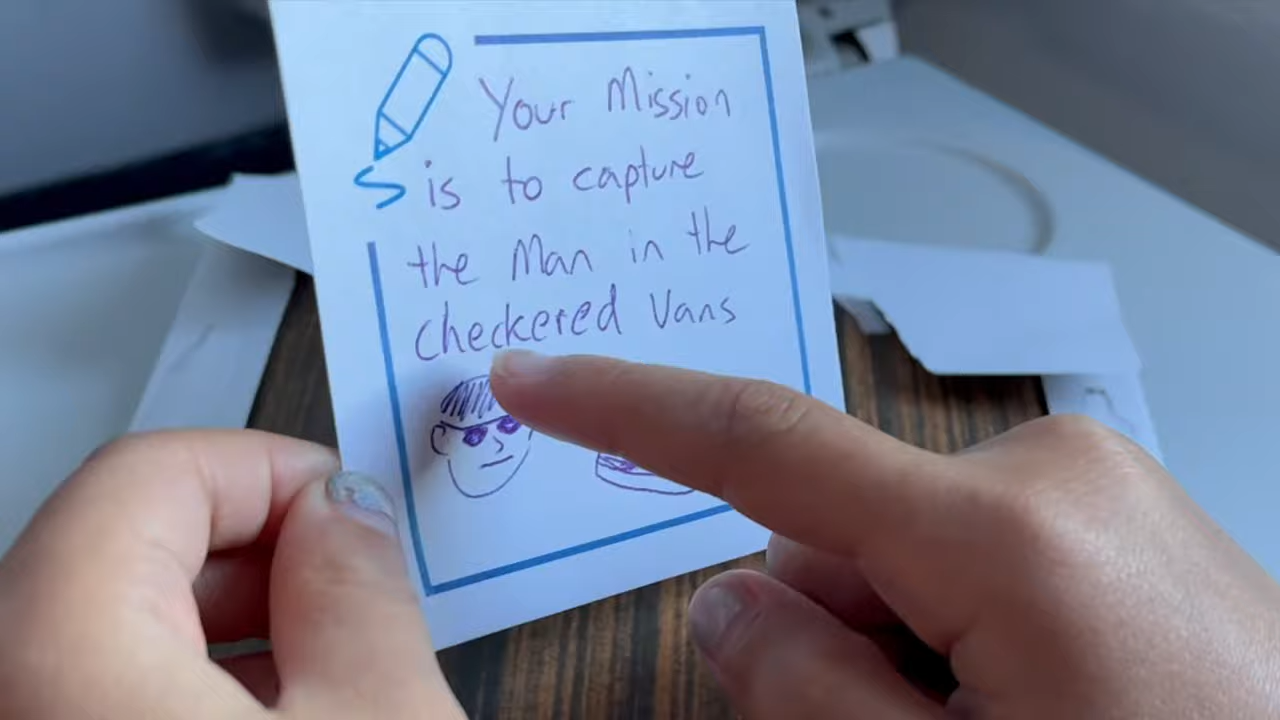 Your Mission
is to capture
the Man in the
checkered Vans